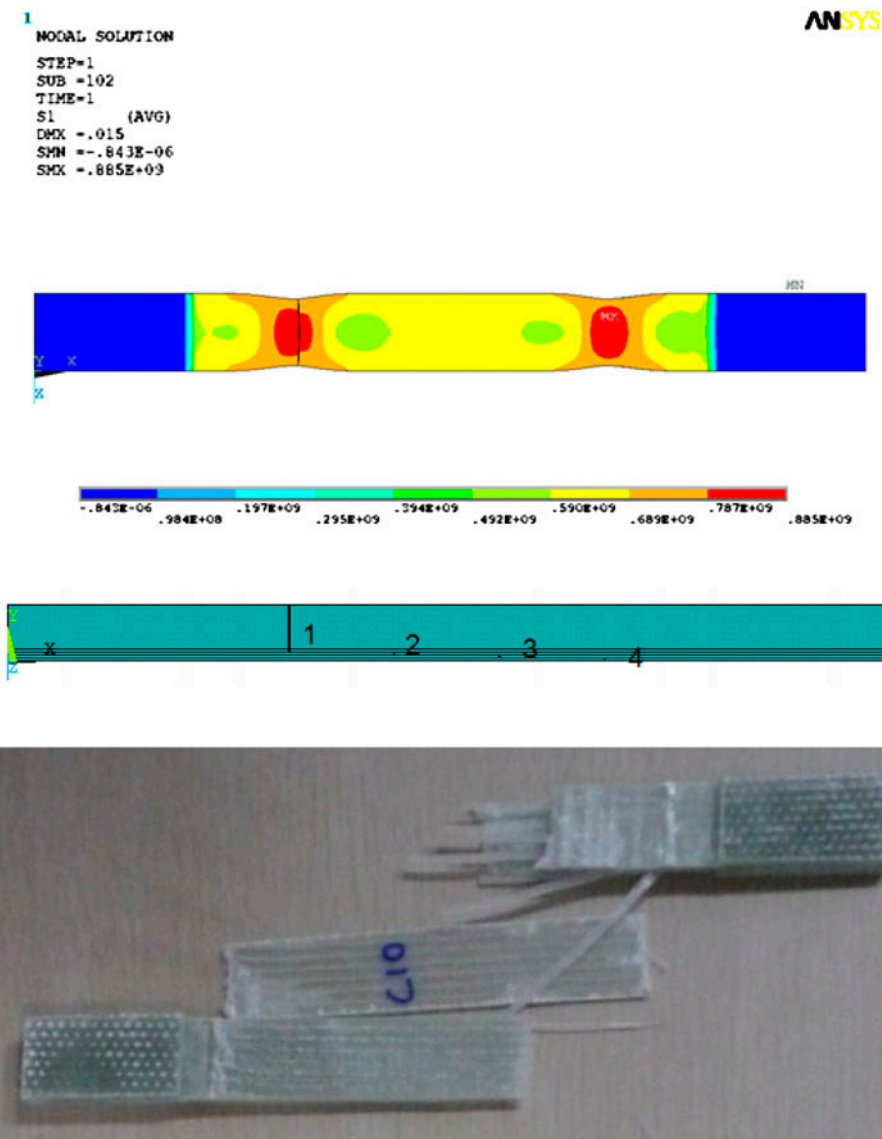 1
ANSYS
NODAL SOLUTION
STEP=1
SUB =102
TIME=1
S1 (AVG)
DMX =.015
SMN =-.843E-06
SMX =.885E+09
MN
MX
Y X
Z
-.843E-06 .197E+09 .394E+09 .590E+09 .787E+09
.984E+08 .295E+09 .492E+09 .689E+09 .885E+09
Y
X 1 2 3 4
Z
C10